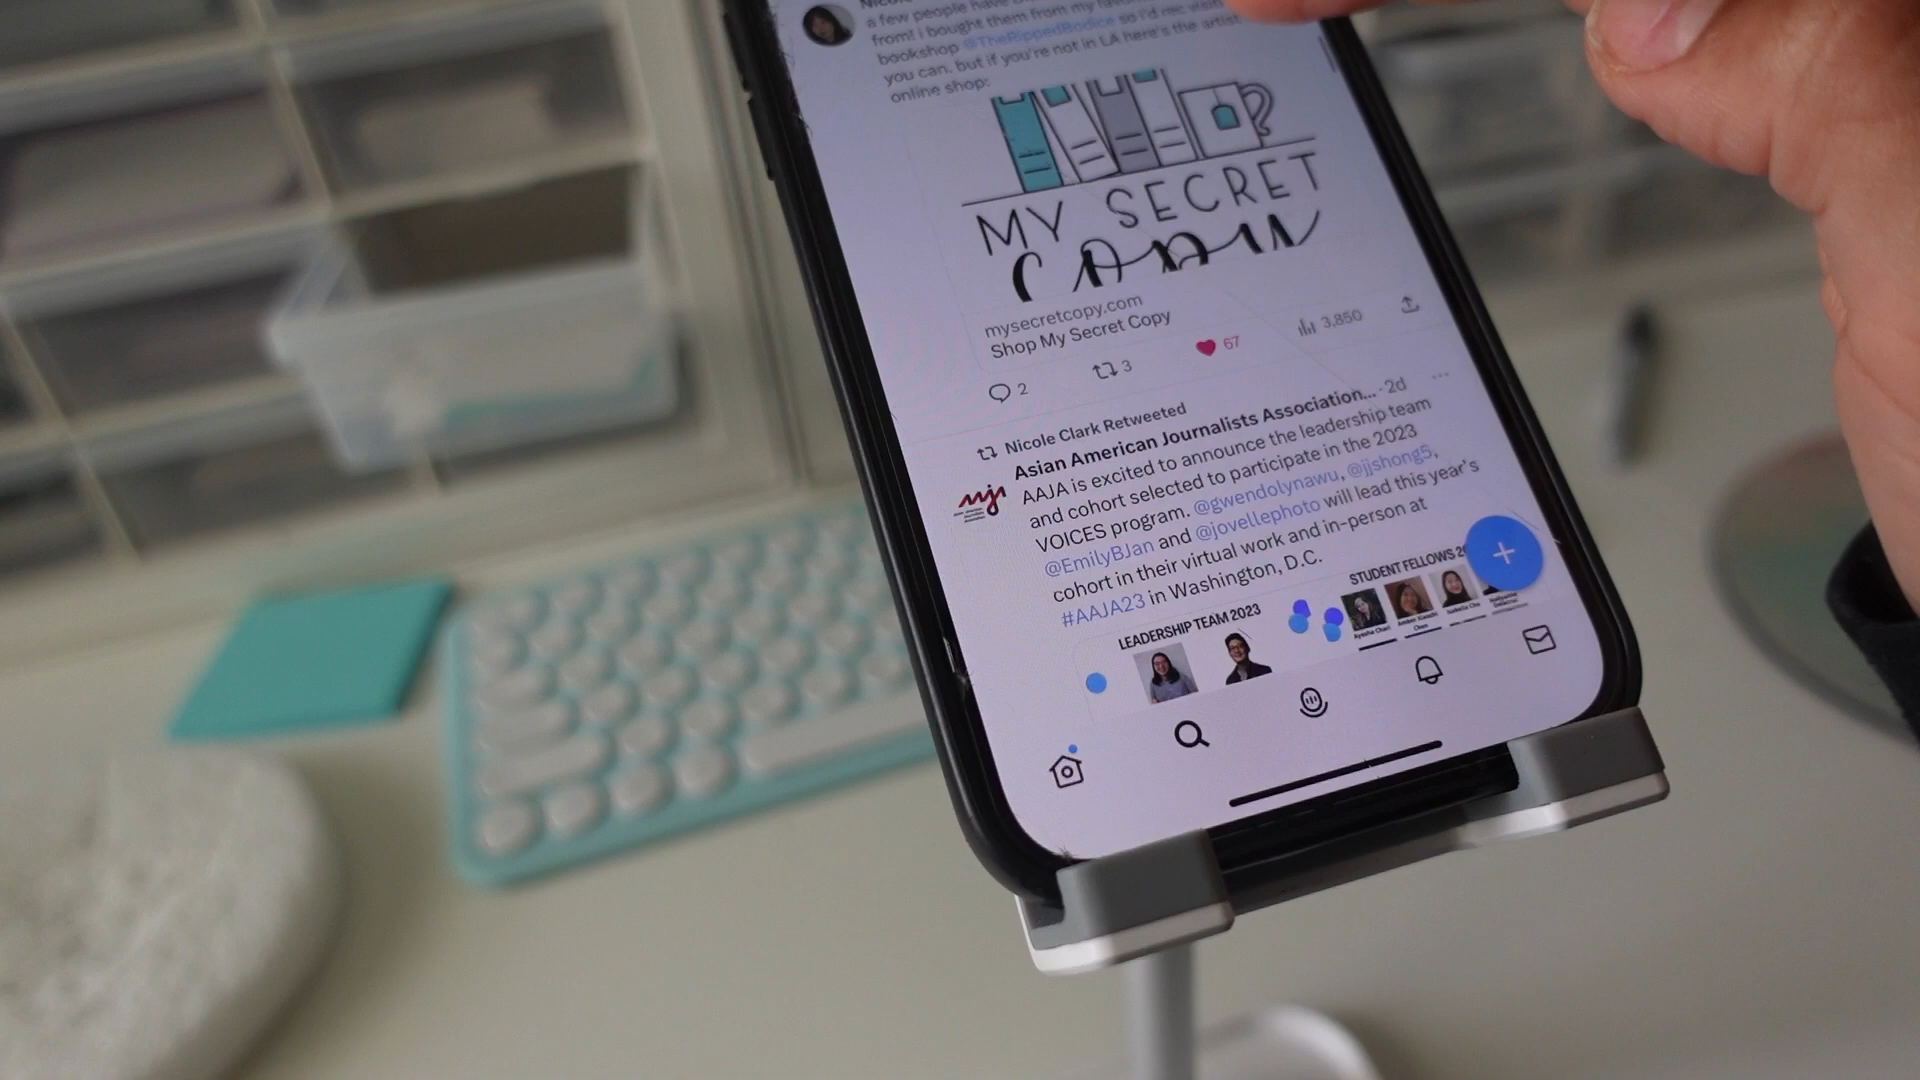 Nicole
a few people have
from! i bought them from my
bookshop @TheRippedBodice so i'd rec
you can. but if you're not in LA here's the
online shop:
MY SECRET
COPY
mysecretcopy.com
Shop My Secret Copy
2 3 67 3,850
Nicole Clark Retweeted
Asian American Journalists Association... · 2d
AAJA is excited to announce the leadership team
and cohort selected to participate in the 2023
VOICES program. @gwendolynawu, @jjshong5,
@EmilyBJan and @jovellephoto will lead this year's
cohort in their virtual work and in-person at
#AAJA23 in Washington, D.C.
LEADERSHIP TEAM 2023
STUDENT FELLOWS 2